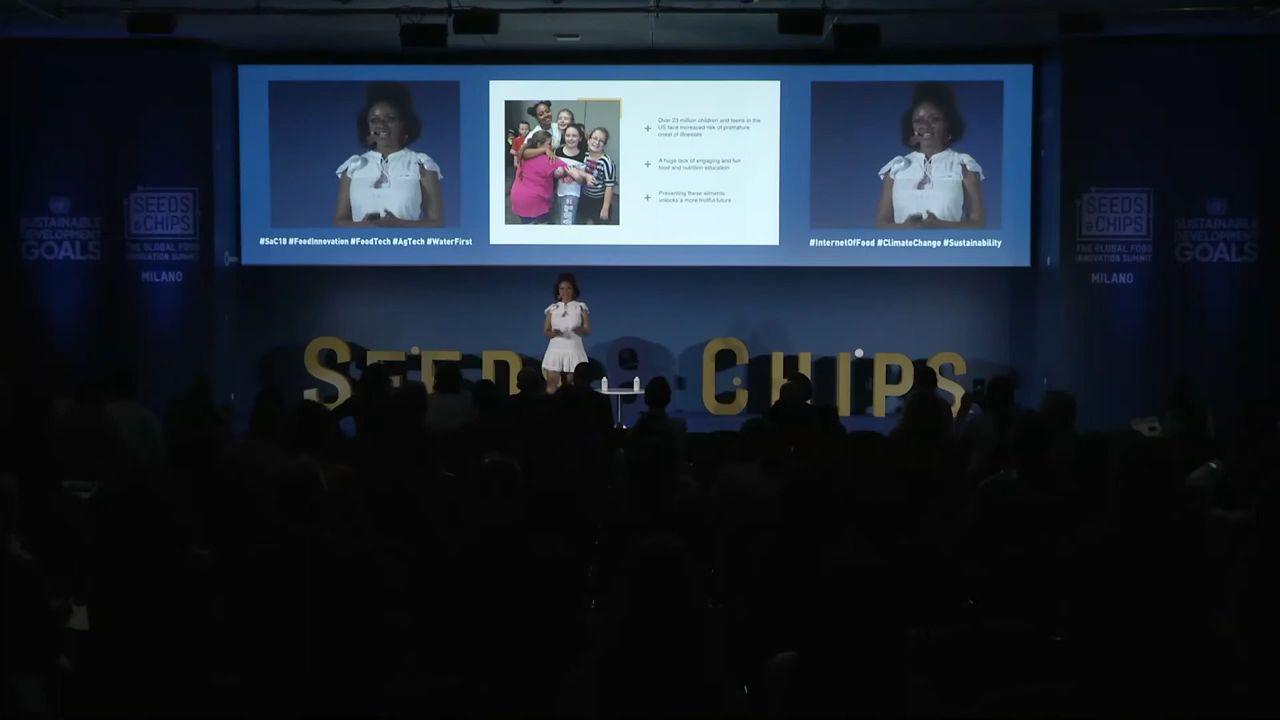 Over 23 million children and teens in the
US face increased risk of premature
onset of illnesses
+ A huge lack of engaging and fun
food and nutrition education
+ Preventing these ailments
unlocks a more fruitful future
#SaC18 #FoodInnovation #FoodTech #AgTech #WaterFirst
#InternetOfFood #ClimateChange #Sustainability
SUSTAINABLE
DEVELOPMENT
GOALS
SEEDS
& CHIPS
THE GLOBAL FOOD
INNOVATION SUMMIT
MILANO
SEEDS
& CHIPS
THE GLOBAL FOOD
INNOVATION SUMMIT
MILANO
SUSTAINABLE
DEVELOPMENT
GOALS
SEED CHIPS